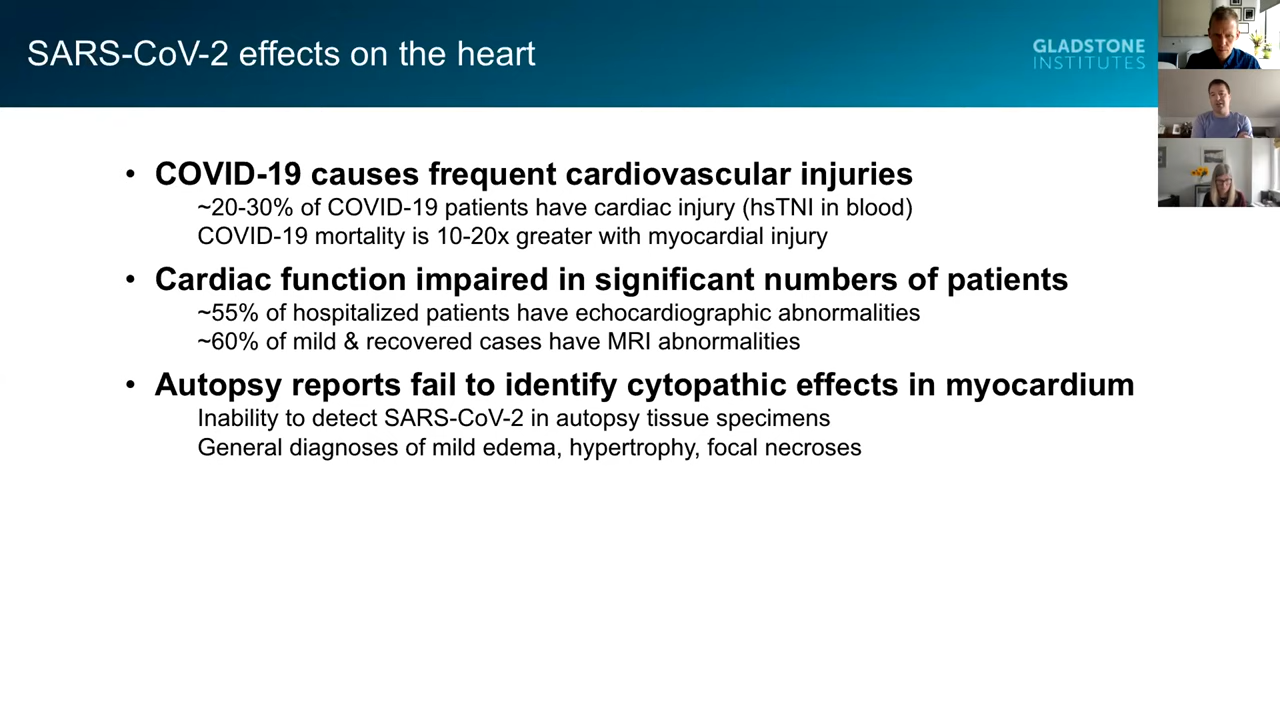 SARS-CoV-2 effects on the heart
GLADSTONE
INSTITUTES
• COVID-19 causes frequent cardiovascular injuries
~20-30% of COVID-19 patients have cardiac injury (hsTNI in blood)
COVID-19 mortality is 10-20x greater with myocardial injury
• Cardiac function impaired in significant numbers of patients
~55% of hospitalized patients have echocardiographic abnormalities
~60% of mild & recovered cases have MRI abnormalities
• Autopsy reports fail to identify cytopathic effects in myocardium
Inability to detect SARS-CoV-2 in autopsy tissue specimens
General diagnoses of mild edema, hypertrophy, focal necroses